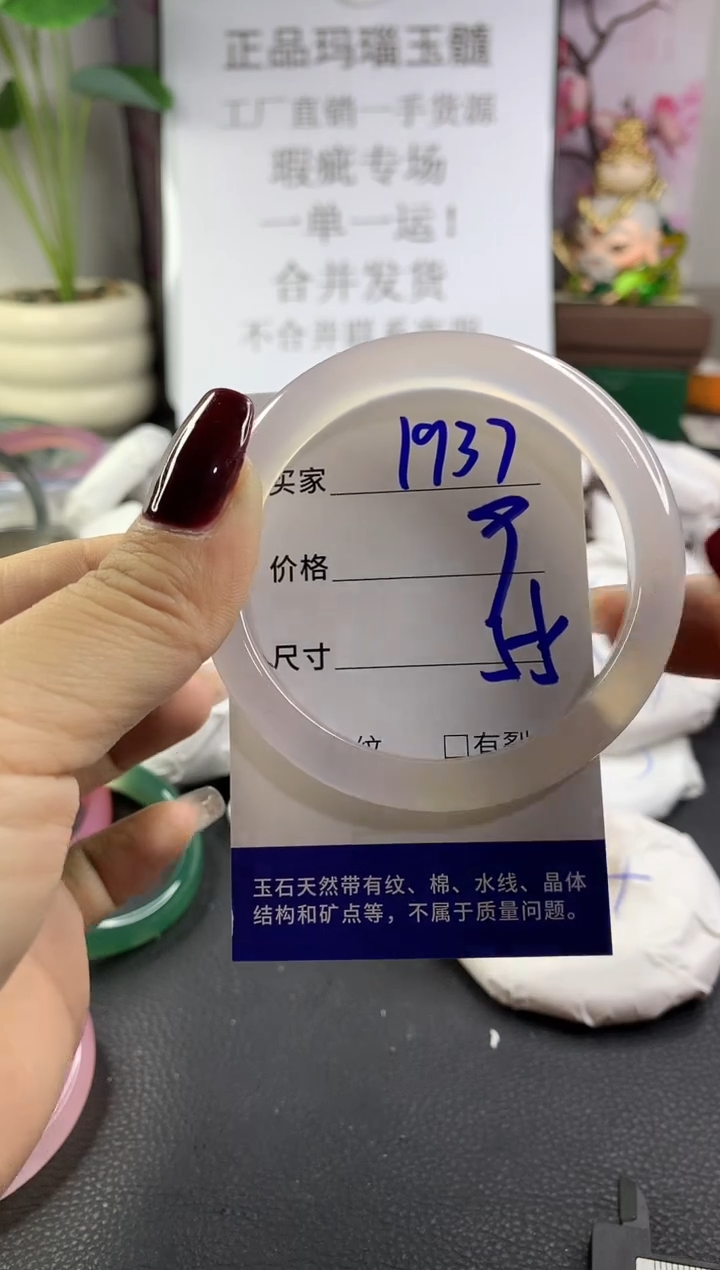 正品玛瑙玉髓
工厂直销一手货源
瑕疵专场
一单一运!
合并发货
买家 1937
价格
尺寸 55
纹 □有裂
玉石天然带有纹、棉、水线、晶体
结构和矿点等，不属于质量问题。